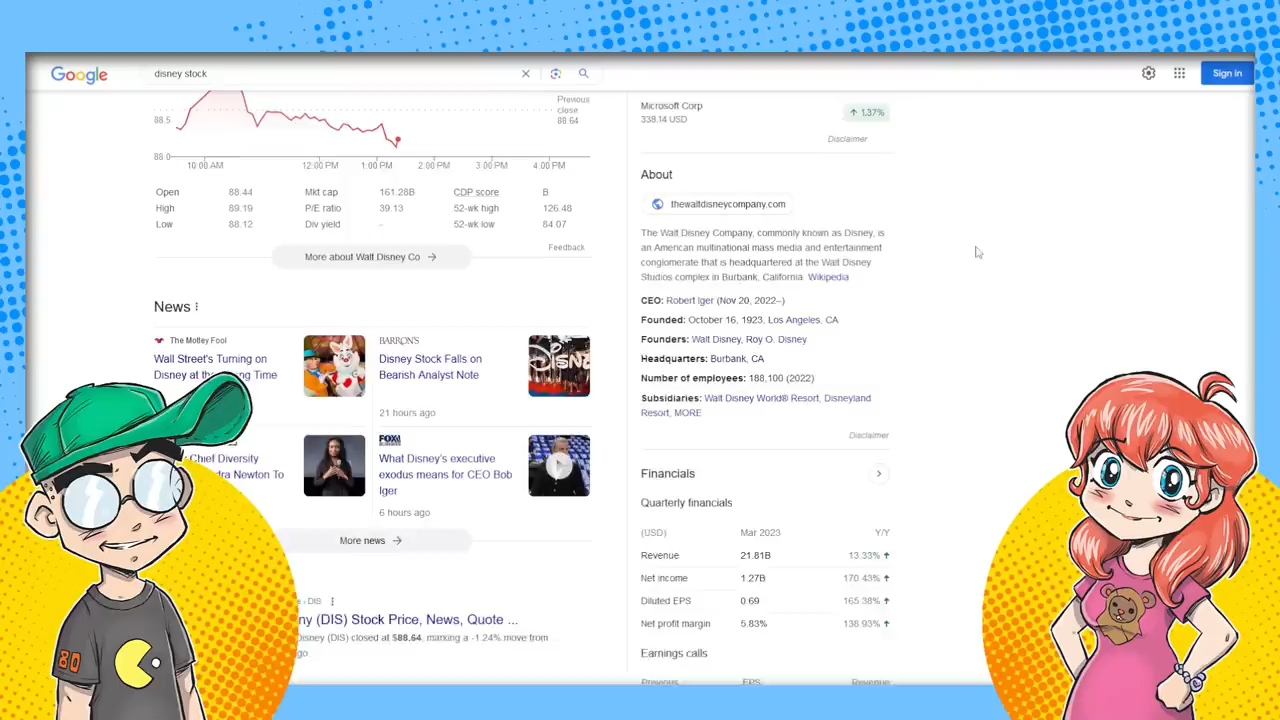 Google
disney stock
Sign in
88.5
88.0
Previous
close
88.64
10:00 AM 12:00 PM 1:00 PM 2:00 PM 3:00 PM 4:00 PM
Open 88.44 Mkt cap 161.28B CDP score B
High 89.19 P/E ratio 39.13 52-wk high 126.48
Low 88.12 Div yield - 52-wk low 84.07
Feedback
More about Walt Disney Co →
News
The Motley Fool
Wall Street's Turning on
Disney at the Time
BARRON'S
Disney Stock Falls on
Bearish Analyst Note
21 hours ago
Chief Diversity
Newton To
FOX
What Disney's executive
exodus means for CEO Bob
Iger
6 hours ago
More news →
DIS
(DIS) Stock Price, News, Quote ...
Disney (DIS) closed at $88.64, marking a -1.24% move from
Microsoft Corp
338.14 USD
↑ 1.37%
Disclaimer
About
thewaltdisneycompany.com
The Walt Disney Company, commonly known as Disney, is
an American multinational mass media and entertainment
conglomerate that is headquartered at the Walt Disney
Studios complex in Burbank, California. Wikipedia
CEO: Robert Iger (Nov 20, 2022–)
Founded: October 16, 1923, Los Angeles, CA
Founders: Walt Disney, Roy O. Disney
Headquarters: Burbank, CA
Number of employees: 188,100 (2022)
Subsidiaries: Walt Disney World® Resort, Disneyland
Resort, MORE
Disclaimer
Financials
Quarterly financials
(USD) Mar 2023 Y/Y
Revenue 21.81B 13.33% ↑
Net income 1.27B 170.43% ↑
Diluted EPS 0.69 165.38% ↑
Net profit margin 5.83% 138.93% ↑
Earnings calls
Previous EPS Revenue
80